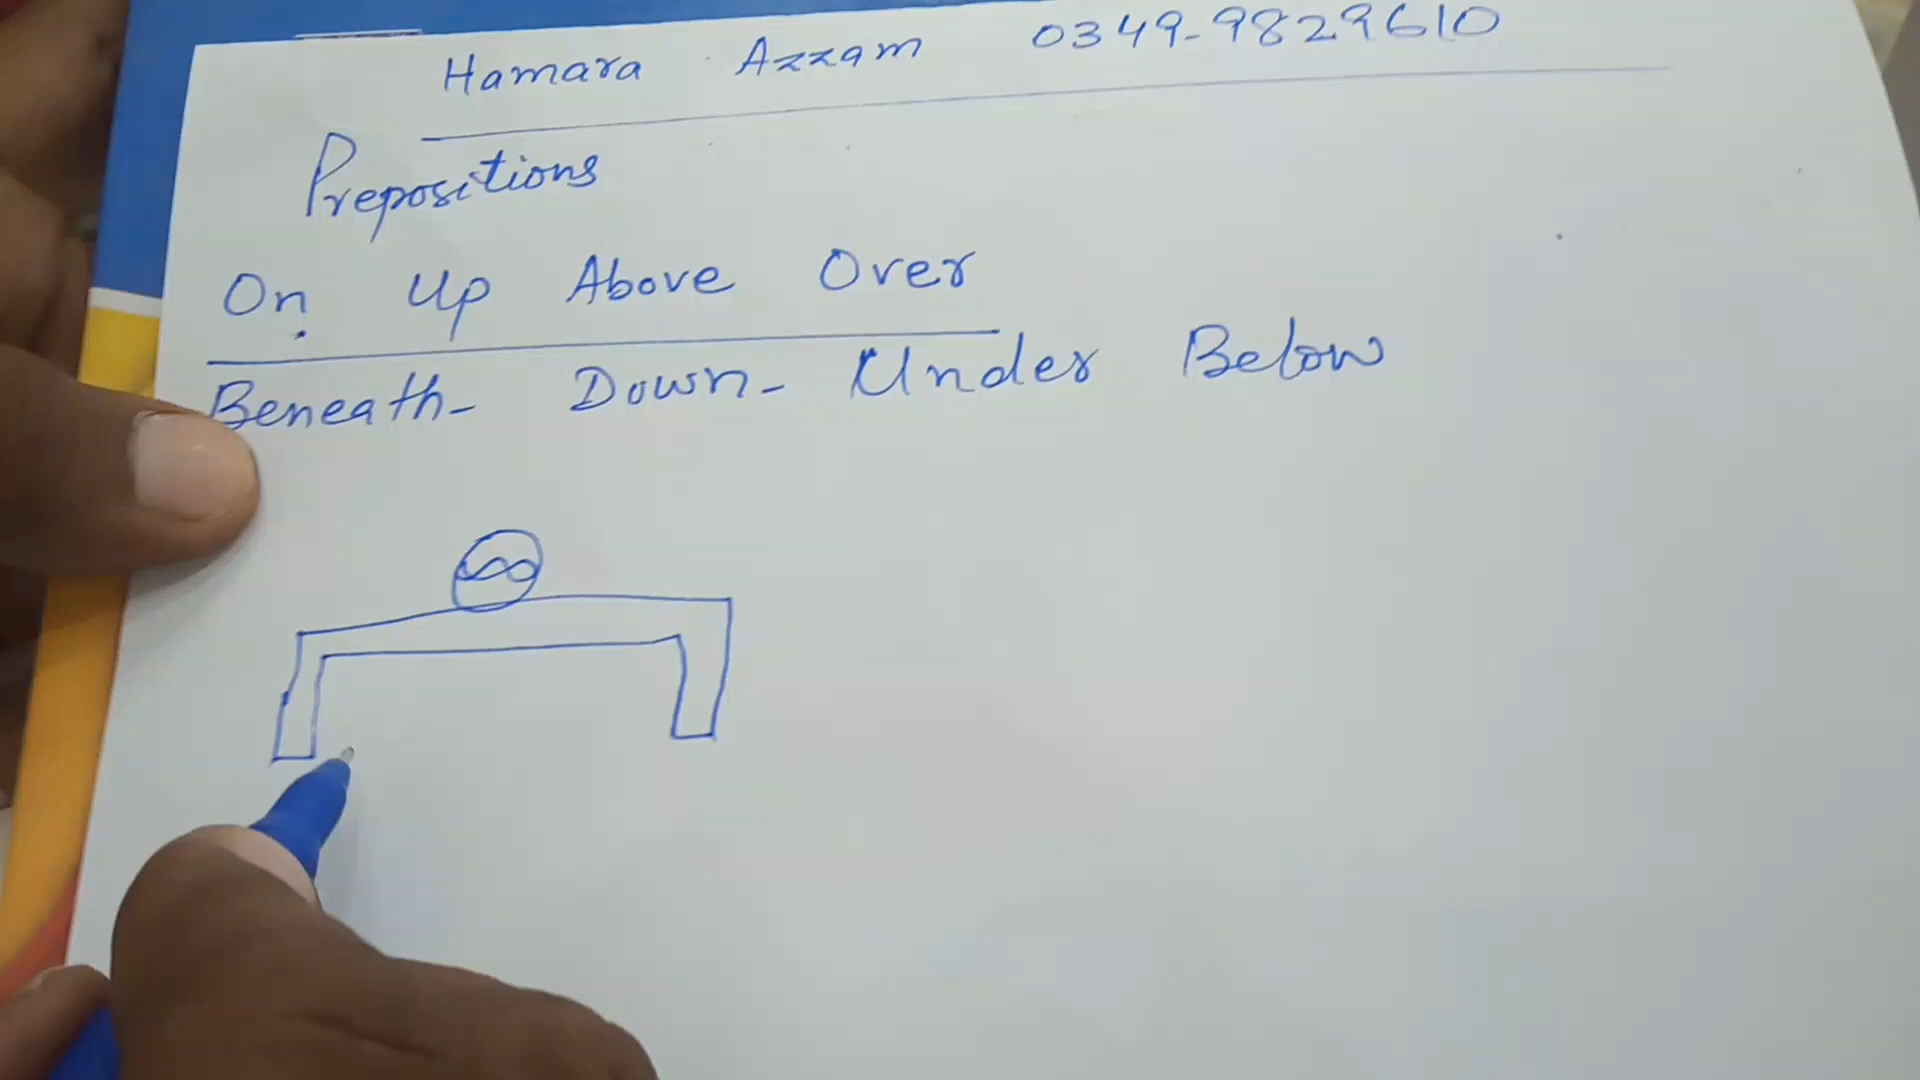 Hamara Azzam 0349-9829610
Prepositions
On Up Above Over
Beneath- Down- Under Below